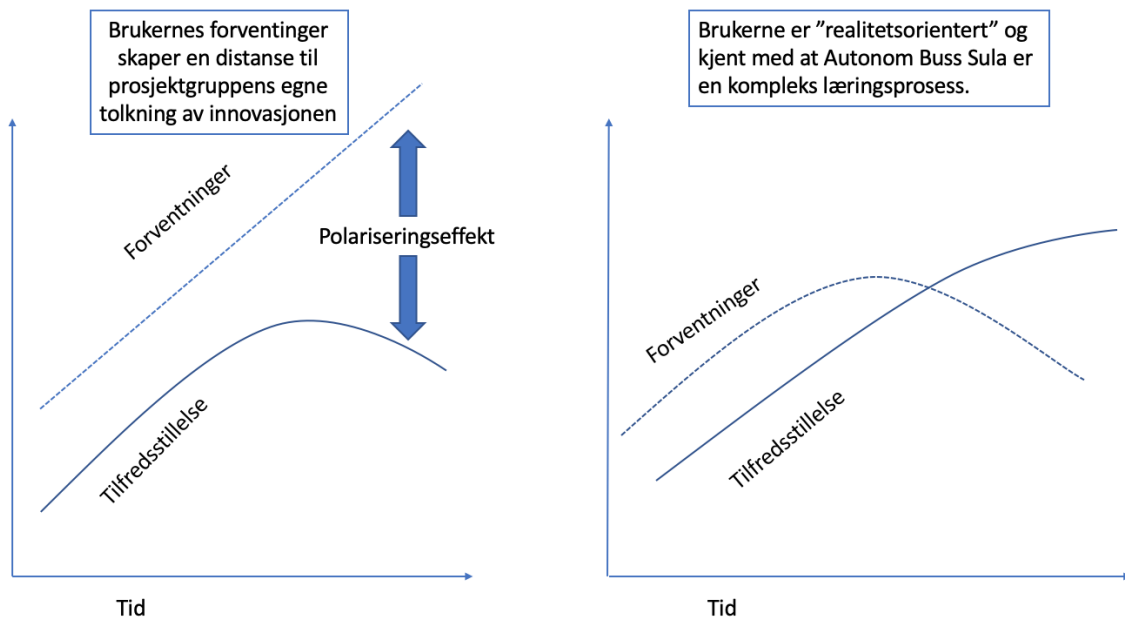 Brukernes forventinger
skaper en distanse til
prosjektgruppens egne
tolkning av innovasjonen
Forventninger
Polariseringseffekt
Tilfredsstillelse
Tid
Brukerne er ”realitetsorientert” og
kjent med at Autonom Buss Sula er
en kompleks læringsprosess.
Forventninger
Tilfredsstillelse
Tid